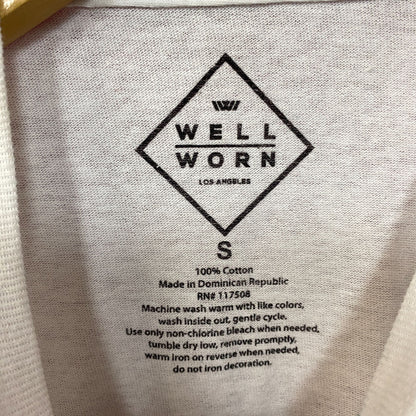 WELL
WORN
LOS ANGELES
S
100% Cotton
Made in Dominican Republic
RN# 117508
Machine wash warm with like colors,
wash inside out, gentle cycle.
Use only non-chlorine bleach when needed,
tumble dry low, remove promptly,
warm iron on reverse when needed,
do not iron decoration.